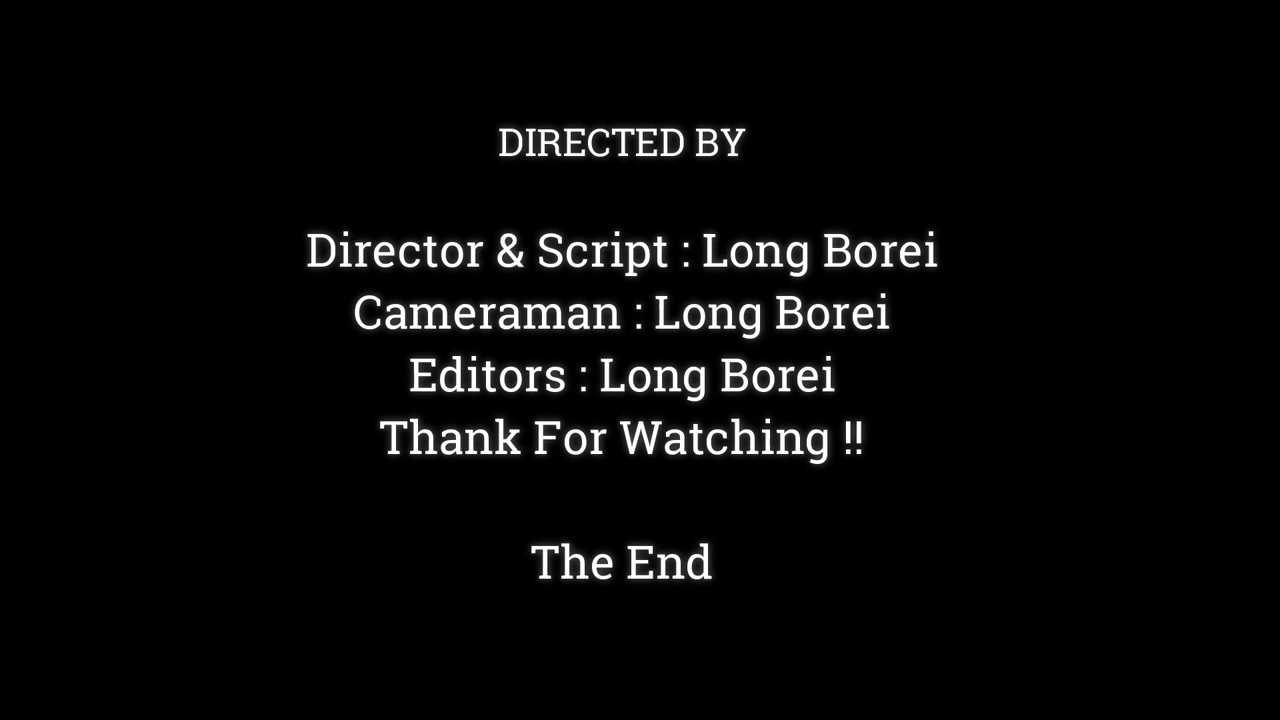 DIRECTED BY
Director & Script : Long Borei
Cameraman : Long Borei
Editors : Long Borei
Thank For Watching !!
The End